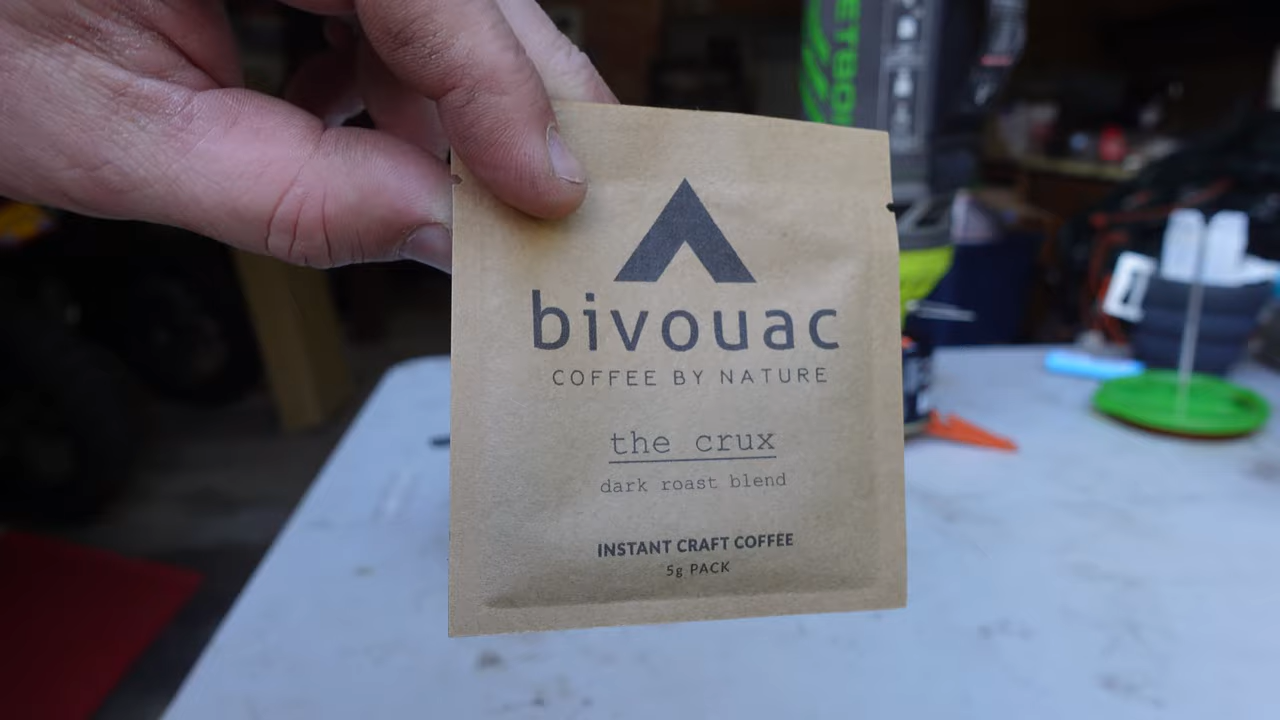 bivouac
COFFEE BY NATURE
the crux
dark roast blend
INSTANT CRAFT COFFEE
5g PACK